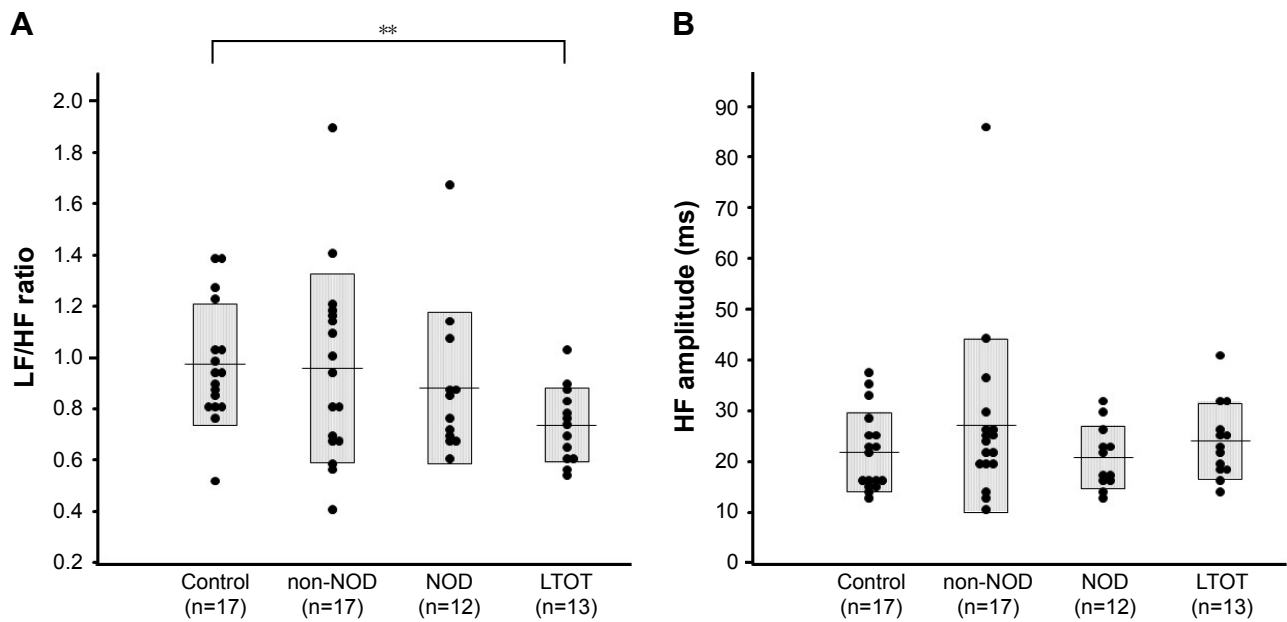 A
**
LF/HF ratio
2.0
1.8
1.6
1.4
1.2
1.0
0.8
0.6
0.4
0.2
Control
(n=17)
non-NOD
(n=17)
NOD
(n=12)
LTOT
(n=13)
B
HF amplitude (ms)
90
80
70
60
50
40
30
20
10
0
Control
(n=17)
non-NOD
(n=17)
NOD
(n=12)
LTOT
(n=13)